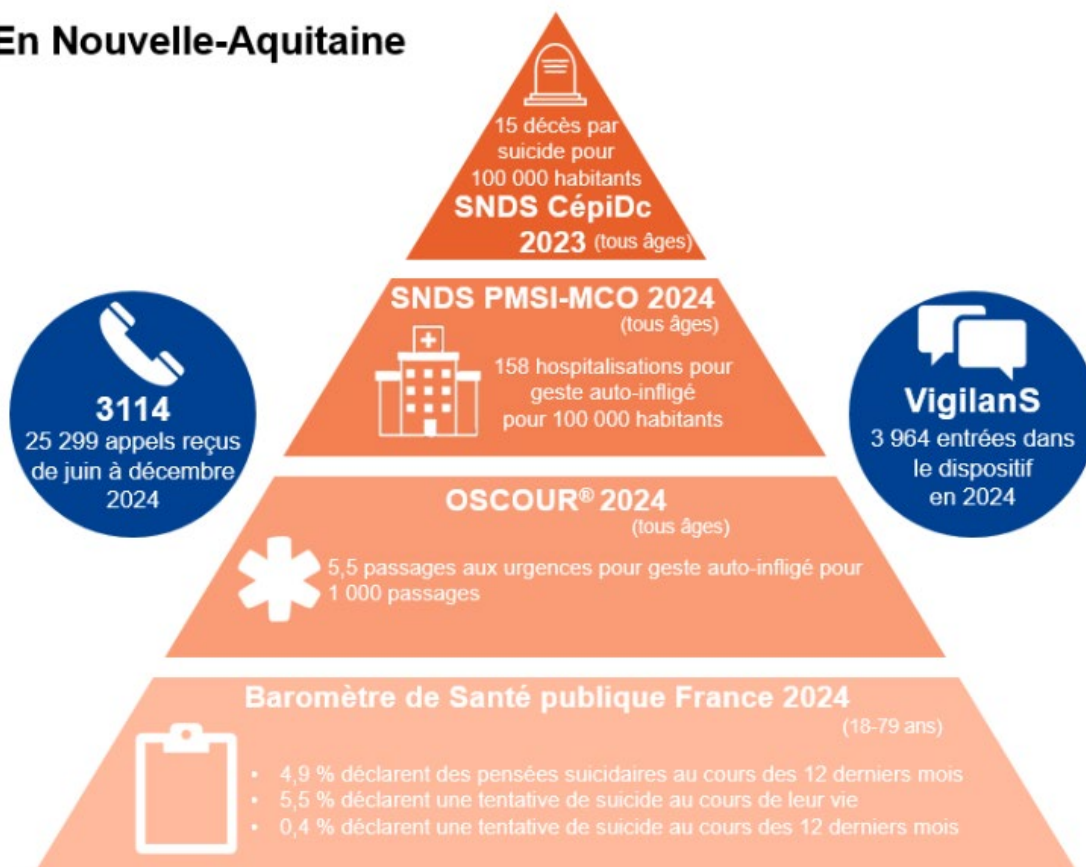 En Nouvelle-Aquitaine
15 décès par
suicide pour
100 000 habitants
SNDS CépiDc
2023 (tous âges)
SNDS PMSI-MCO 2024
(tous âges)
158 hospitalisations pour
geste auto-infligé
pour 100 000 habitants
3114
25 299 appels reçus
de juin à décembre
2024
VigilanS
3 964 entrées dans
le dispositif
en 2024
OSCOUR® 2024
(tous âges)
5,5 passages aux urgences pour geste auto-infligé pour
1 000 passages
Baromètre de Santé publique France 2024
(18-79 ans)
• 4,9 % déclarent des pensées suicidaires au cours des 12 derniers mois
• 5,5 % déclarent une tentative de suicide au cours de leur vie
• 0,4 % déclarent une tentative de suicide au cours des 12 derniers mois